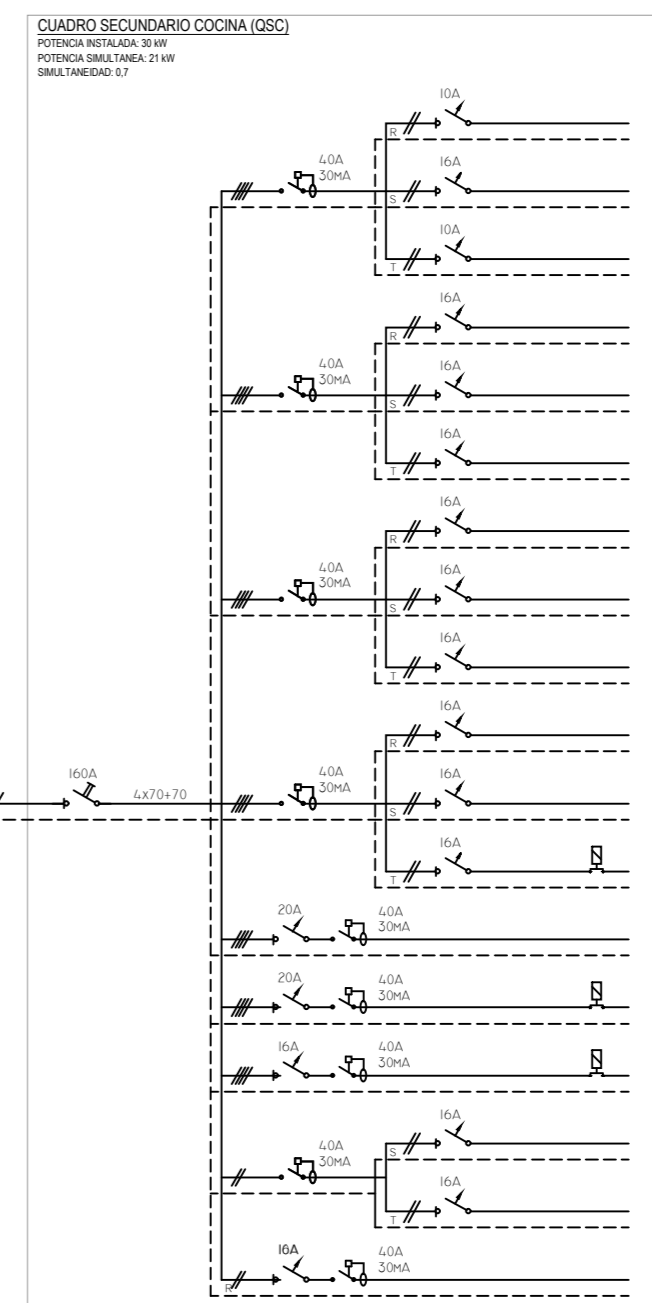 CUADRO SECUNDARIO COCINA (QSC)
POTENCIA INSTALADA: 30 kW
POTENCIA SIMULTANEA: 21 kW
SIMULTANEIDAD: 0,7
10A
R
40A
30MA
16A
S
10A
T
16A
R
40A
30MA
16A
S
16A
T
16A
R
40A
30MA
16A
S
16A
T
16A
R
160A
4x70+70
40A
30MA
16A
S
16A
T
20A
40A
30MA
20A
40A
30MA
16A
40A
30MA
16A
S
40A
30MA
16A
T
16A
40A
30MA
R